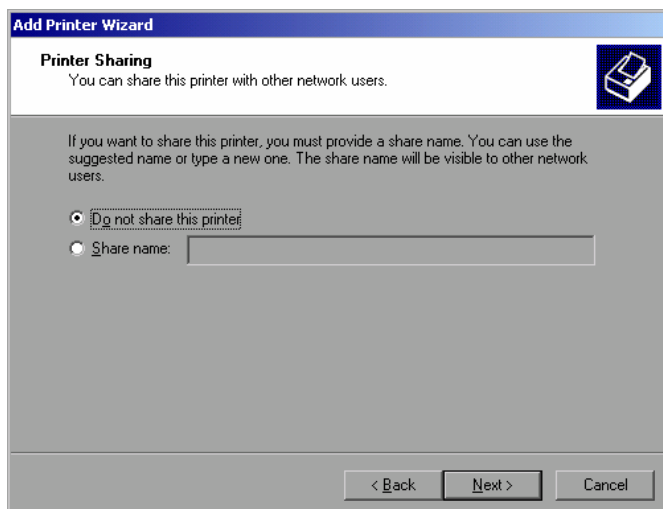 Add Printer Wizard
Printer Sharing
You can share this printer with other network users.
If you want to share this printer, you must provide a share name. You can use the
suggested name or type a new one. The share name will be visible to other network
users.
Do not share this printer
Share name:
< Back
Next >
Cancel